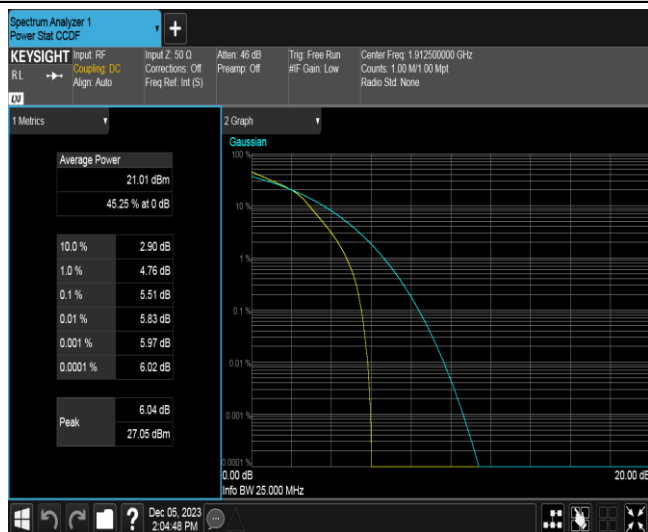 Spectrum Analyzer 1
Power Stat CCDF
KEYSIGHT
RL
Input: RF
Coupling: DC
Align: Auto
Input Z: 50 Ω
Corrections: Off
Freq Ref: Int (S)
Atten: 46 dB
Preamp: Off
Trig: Free Run
#IF Gain: Low
Center Freq: 1.912500000 GHz
Counts: 1.00 M/1.00 Mpt
Radio Std: None
1 Metrics
Average Power
21.01 dBm
45.25 % at 0 dB
10.0 % 2.90 dB
1.0 % 4.76 dB
0.1 % 5.51 dB
0.01 % 5.83 dB
0.001 % 5.97 dB
0.0001 % 6.02 dB
Peak
6.04 dB
27.05 dBm
2 Graph
Gaussian
100 %
10 %
1 %
0.1 %
0.01 %
0.001 %
0.0001 %
0.00 dB 20.00 dB
Info BW 25.000 MHz
?
Dec 05, 2023
2:04:48 PM